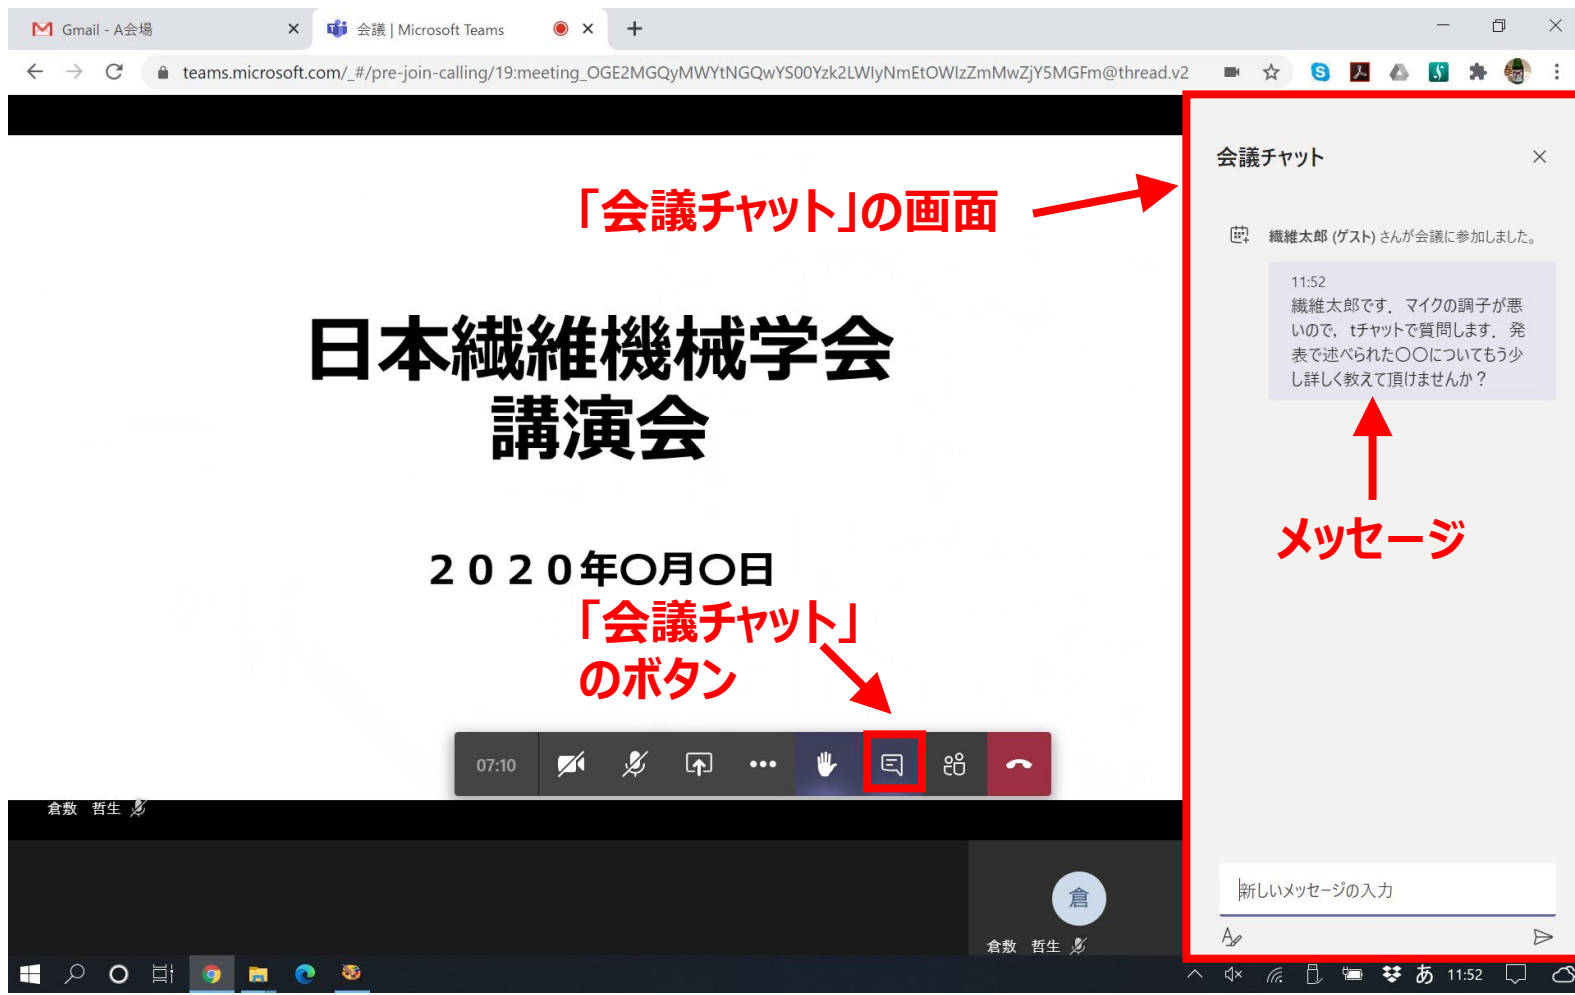 Gmail - A会場
会議 | Microsoft Teams
teams.microsoft.com/_#/pre-join-calling/19:meeting_OGE2MGQyMWYtNGQwYS00Yzk2LWIyNmEtOWIzZmMwZjY5MGFm@thread.v2
「会議チャット」の画面
日本繊維機械学会
講演会
２０２０年〇月〇日
「会議チャット」
のボタン
07:10
倉敷 哲生
倉
倉敷 哲生
会議チャット
繊維太郎 (ゲスト) さんが会議に参加しました。
11:52
繊維太郎です．マイクの調子が悪
いので，tチャットで質問します．発
表で述べられた〇〇についてもう少
し詳しく教えて頂けませんか？
メッセージ
新しいメッセージの入力
あ 11:52